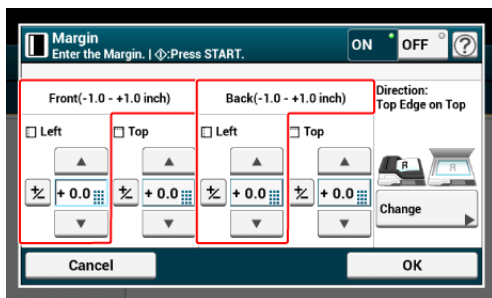 Margin
Enter the Margin. | :Press START.
ON
OFF
?
Front(-1.0 - +1.0 inch)
Back(-1.0 - +1.0 inch)
Direction:
Top Edge on Top
Left
Top
Left
Top
R
R
+/-
+ 0.0
+/-
+ 0.0
+/-
+ 0.0
+/-
+ 0.0
Change
Cancel
OK